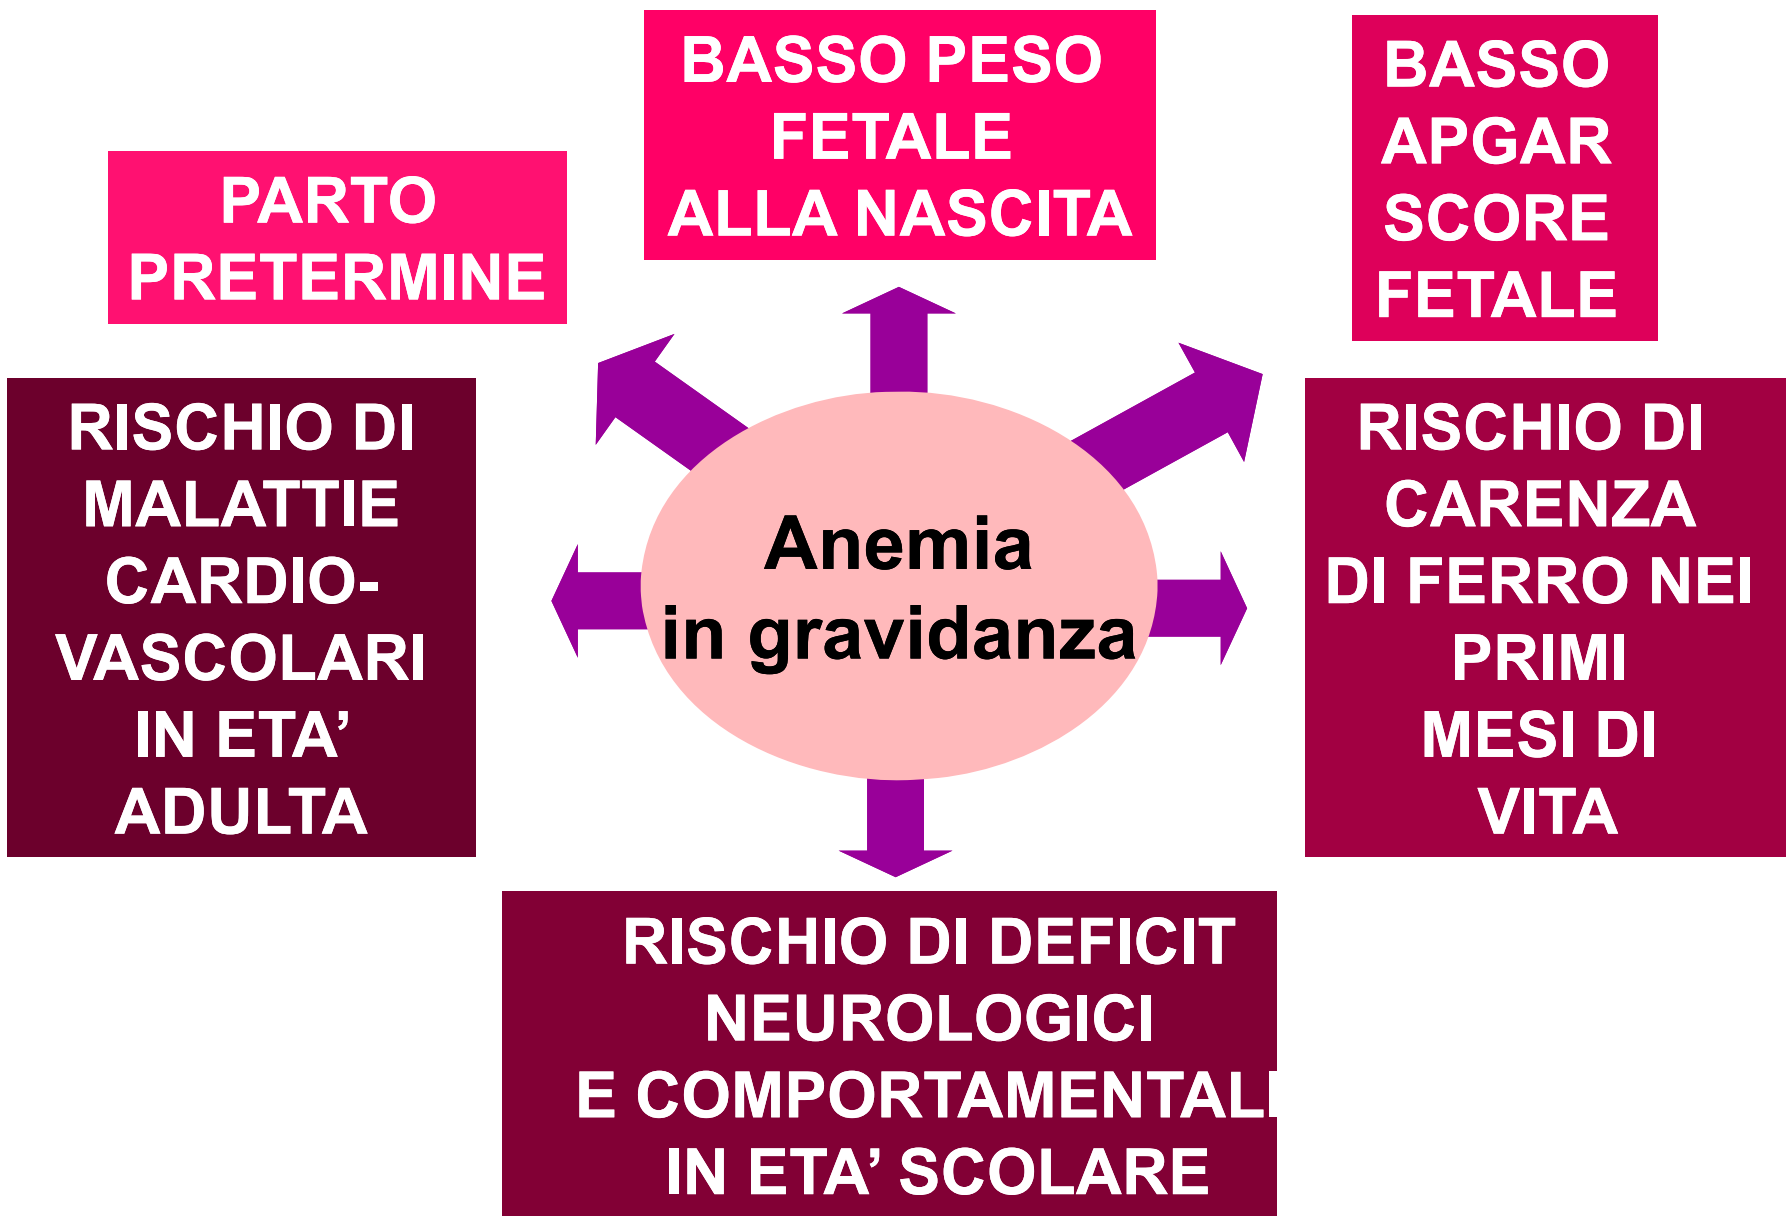 BASSO PESO
FETALE
ALLA NASCITA
BASSO
APGAR
SCORE
FETALE
PARTO
PRETERMINE
RISCHIO DI
MALATTIE
CARDIO-
VASCOLARI
IN ETA’
ADULTA
Anemia
in gravidanza
RISCHIO DI
CARENZA
DI FERRO NEI
PRIMI
MESI DI
VITA
RISCHIO DI DEFICIT
NEUROLOGICI
E COMPORTAMENTALI
IN ETA’ SCOLARE